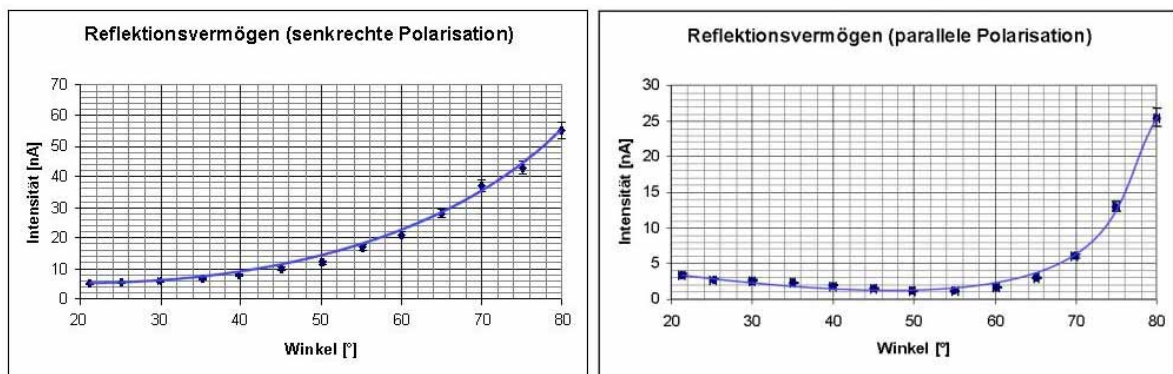 Reflektionsvermögen (senkrechte Polarisation)
Intensität [nA]
70
60
50
40
30
20
10
0
20 30 40 50 60 70 80
Winkel [°]
Reflektionsvermögen (parallele Polarisation)
Intensität [nA]
30
25
20
15
10
5
0
20 30 40 50 60 70 80
Winkel [°]